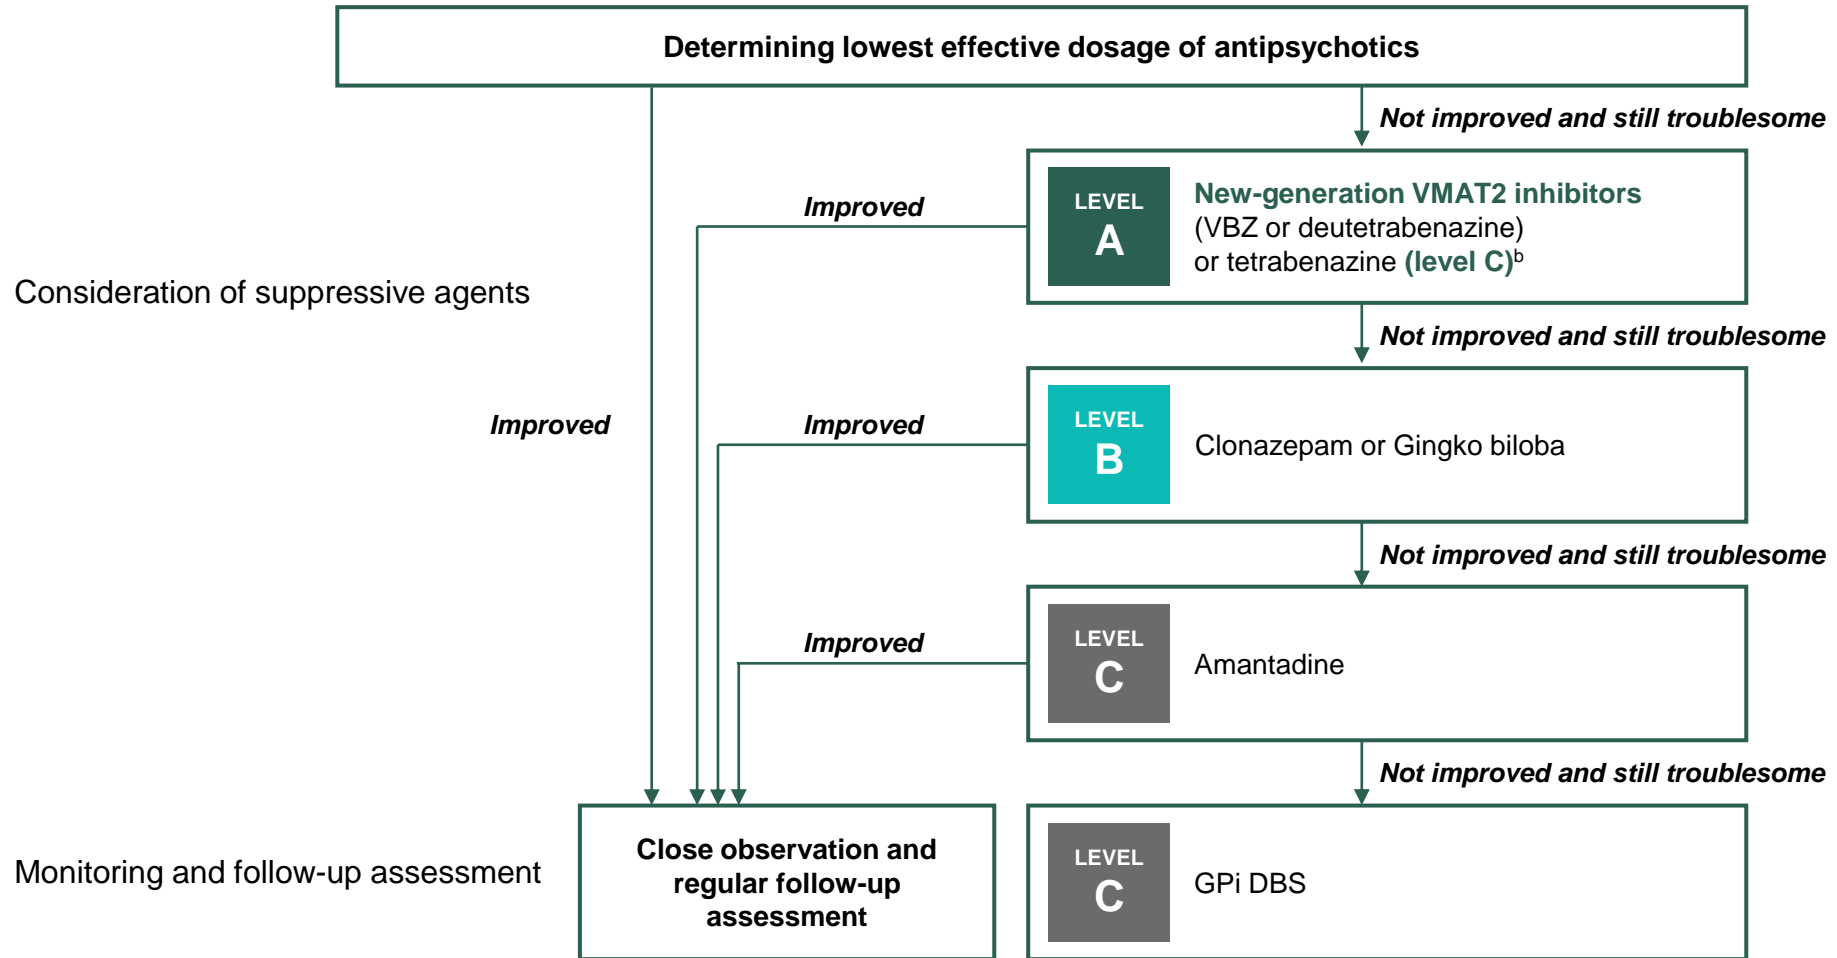 Determining lowest effective dosage of antipsychotics
Not improved and still troublesome
LEVEL
A
New-generation VMAT2 inhibitors
(VBZ or deutetrabenazine)
or tetrabenazine (level C)b
Improved
Consideration of suppressive agents
Not improved and still troublesome
Improved
Improved
LEVEL
B
Clonazepam or Gingko biloba
Not improved and still troublesome
Improved
LEVEL
C
Amantadine
Not improved and still troublesome
Monitoring and follow-up assessment
Close observation and
regular follow-up
assessment
LEVEL
C
GPi DBS